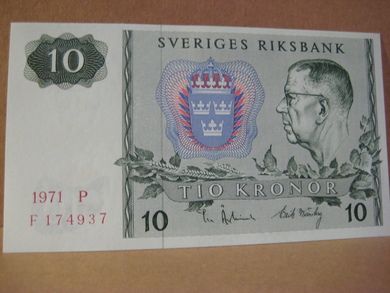 10
SVERIGES RIKSBANK
1971 P
F 174937
TIO KRONOR
10
10